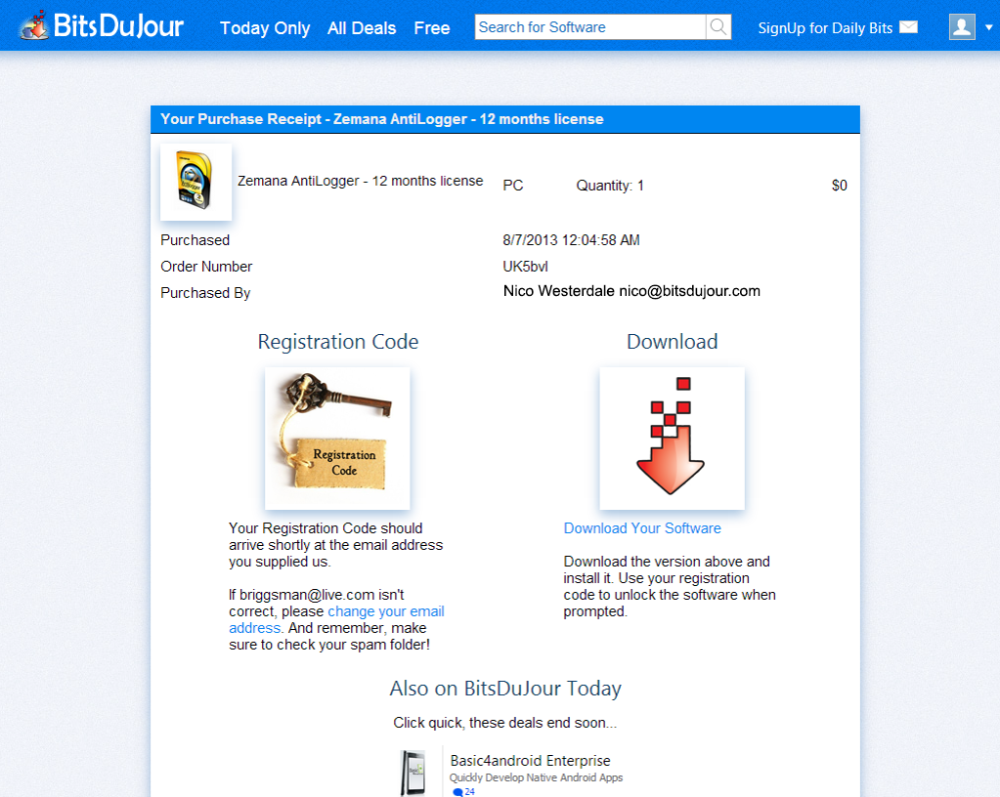 BitsDuJour Today Only All Deals Free Search for Software SignUp for Daily Bits
Your Purchase Receipt - Zemana AntiLogger - 12 months license
Zemana AntiLogger - 12 months license PC Quantity: 1 $0
Purchased 8/7/2013 12:04:58 AM
Order Number UK5bvl
Purchased By Nico Westerdale nico@bitsdujour.com
Registration Code
Registration
Code
Your Registration Code should
arrive shortly at the email address
you supplied us.
If briggsman@live.com isn't
correct, please change your email
address. And remember, make
sure to check your spam folder!
Download
Download Your Software
Download the version above and
install it. Use your registration
code to unlock the software when
prompted.
Also on BitsDuJour Today
Click quick, these deals end soon...
Basic4android Enterprise
Quickly Develop Native Android Apps
24